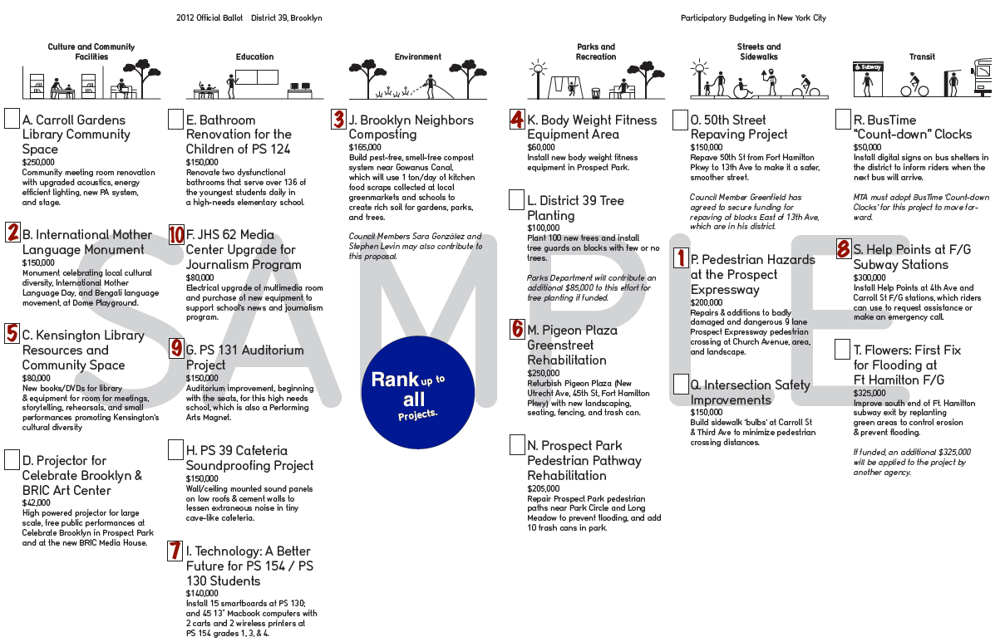 2012 Official Ballot District 39, Brooklyn
Participatory Budgeting in New York City
SAMPLE
Culture and Community
Facilities
A. Carroll Gardens
Library Community
Space
$250,000
Community meeting room renovation
with upgraded acoustics, energy
efficient lighting, new PA system,
and stage.
2
B. International Mother
Language Monument
$150,000
Monument celebrating local cultural
diversity, International Mother
Language Day, and Bengali language
movement, at Dome Playground.
5
C. Kensington Library
Resources and
Community Space
$80,000
New books/DVDs for library
& equipment for room for meetings,
storytelling, rehearsals, and small
performances promoting Kensington's
cultural diversity
D. Projector for
Celebrate Brooklyn &
BRIC Art Center
$42,000
High powered projector for large
scale, free public performances at
Celebrate Brooklyn in Prospect Park
and at the new BRIC Media House.
Education
E. Bathroom
Renovation for the
Children of PS 124
$150,000
Renovate two dysfunctional
bathrooms that serve over 136 of
the youngest students daily in
a high-needs elementary school.
10
F. JHS 62 Media
Center Upgrade for
Journalism Program
$80,000
Electrical upgrade of multimedia room
and purchase of new equipment to
support school's news and journalism
program.
9
G. PS 131 Auditorium
Project
$150,000
Auditorium improvement, beginning
with the seats, for this high needs
school, which is also a Performing
Arts Magnet.
H. PS 39 Cafeteria
Soundproofing Project
$150,000
Wall/ceiling mounted sound panels
on low roofs & cement walls to
lessen extraneous noise in tiny
cave-like cafeteria.
7
I. Technology: A Better
Future for PS 154 / PS
130 Students
$140,000
Install 15 smartboards at PS 130;
and 45 13" Macbook computers with
2 carts and 2 wireless printers at
PS 154 grades 1, 3, & 4.
Environment
3
J. Brooklyn Neighbors
Composting
$165,000
Build pest-free, smell-free compost
system near Gowanus Canal,
which will use 1 ton/day of kitchen
food scraps collected at local
greenmarkets and schools to
create rich soil for gardens, parks,
and trees.
Council Members Sara González and
Stephen Levin may also contribute to
this proposal.
Rank up to
all
Projects.
Parks and
Recreation
4
K. Body Weight Fitness
Equipment Area
$60,000
Install new body weight fitness
equipment in Prospect Park.
L. District 39 Tree
Planting
$100,000
Plant 100 new trees and install
tree guards on blocks with few or no
trees.
Parks Department will contribute an
additional $85,000 to this effort for
tree planting if funded.
6
M. Pigeon Plaza
Greenstreet
Rehabilitation
$250,000
Refurbish Pigeon Plaza (New
Utrecht Ave, 45th St, Fort Hamilton
Pkwy) with new landscaping,
seating, fencing, and trash can.
N. Prospect Park
Pedestrian Pathway
Rehabilitation
$205,000
Repair Prospect Park pedestrian
paths near Park Circle and Long
Meadow to prevent flooding, and add
10 trash cans in park.
Streets and
Sidewalks
O. 50th Street
Repaving Project
$150,000
Repave 50th St from Fort Hamilton
Pkwy to 13th Ave to make it a safer,
smoother street.
Council Member Greenfield has
agreed to secure funding for
repaving of blocks East of 13th Ave,
which are in his district.
1
P. Pedestrian Hazards
at the Prospect
Expressway
$200,000
Repairs & additions to badly
damaged and dangerous 9 lane
Prospect Expressway pedestrian
crossing at Church Avenue, area,
and landscape.
Q. Intersection Safety
Improvements
$150,000
Build sidewalk 'bulbs' at Carroll St
& Third Ave to minimize pedestrian
crossing distances.
Transit
Subway
R. BusTime
"Count-down" Clocks
$50,000
Install digital signs on bus shelters in
the district to inform riders when the
next bus will arrive.
MTA must adopt BusTime 'Count-down
Clocks' for this project to move for-
ward.
8
S. Help Points at F/G
Subway Stations
$300,000
Install Help Points at 4th Ave and
Carroll St F/G stations, which riders
can use to request assistance or
make an emergency call.
T. Flowers: First Fix
for Flooding at
Ft Hamilton F/G
$325,000
Improve south end of Ft. Hamilton
subway exit by replanting
green areas to control erosion
& prevent flooding.
If funded, an additional $325,000
will be applied to the project by
another agency.